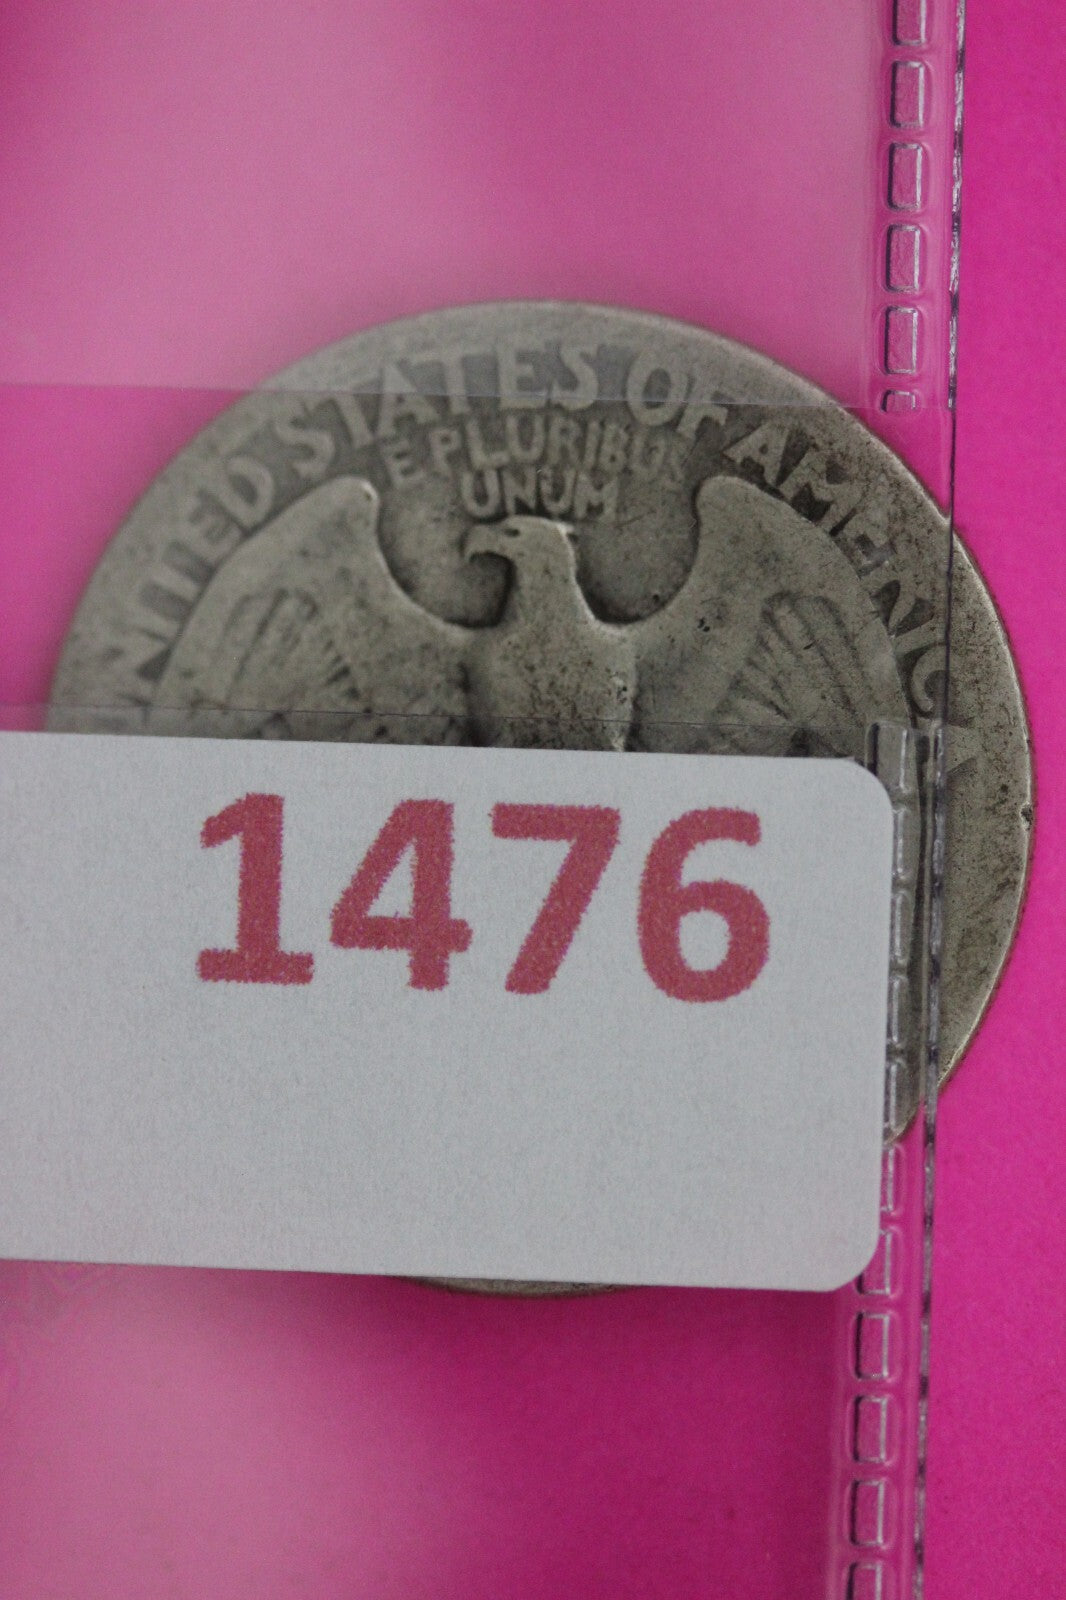 UNITED STATES OF AMERICA
E PLURIBUS
UNUM
1476